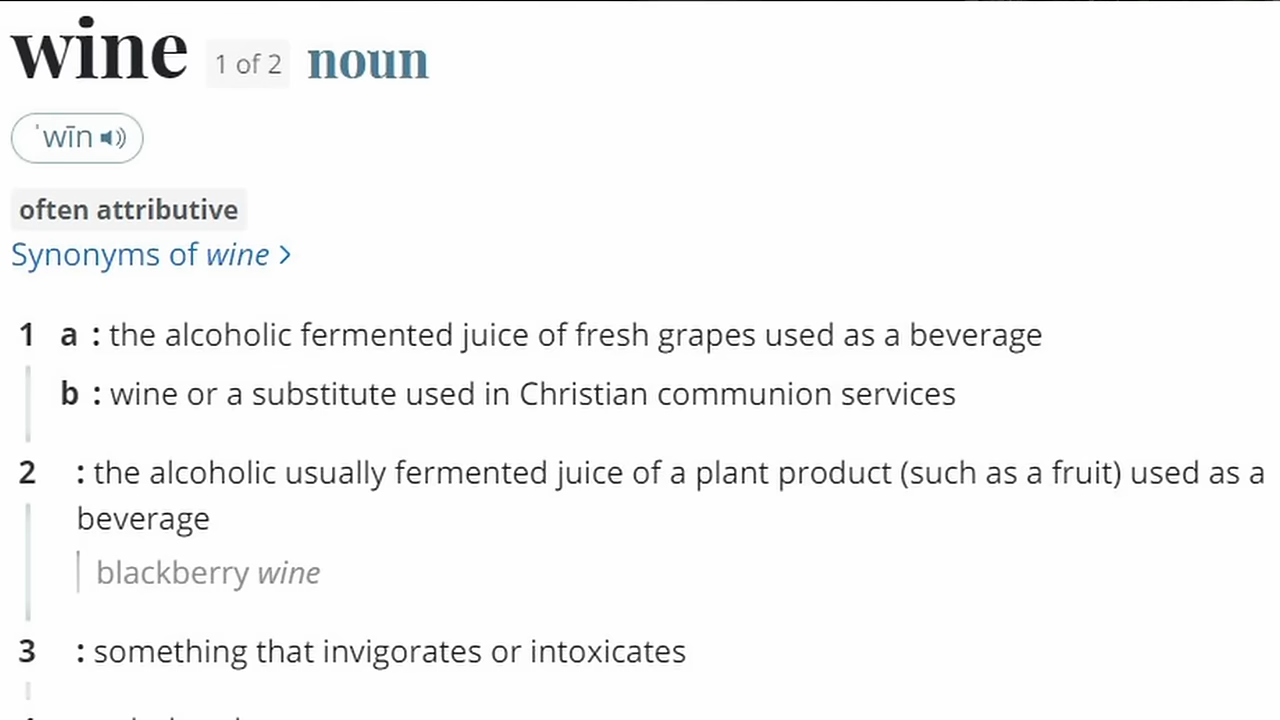 wine 1 of 2 noun
ˈwīn
often attributive
Synonyms of wine >
1 a : the alcoholic fermented juice of fresh grapes used as a beverage
b : wine or a substitute used in Christian communion services
2 : the alcoholic usually fermented juice of a plant product (such as a fruit) used as a
beverage
blackberry wine
3 : something that invigorates or intoxicates